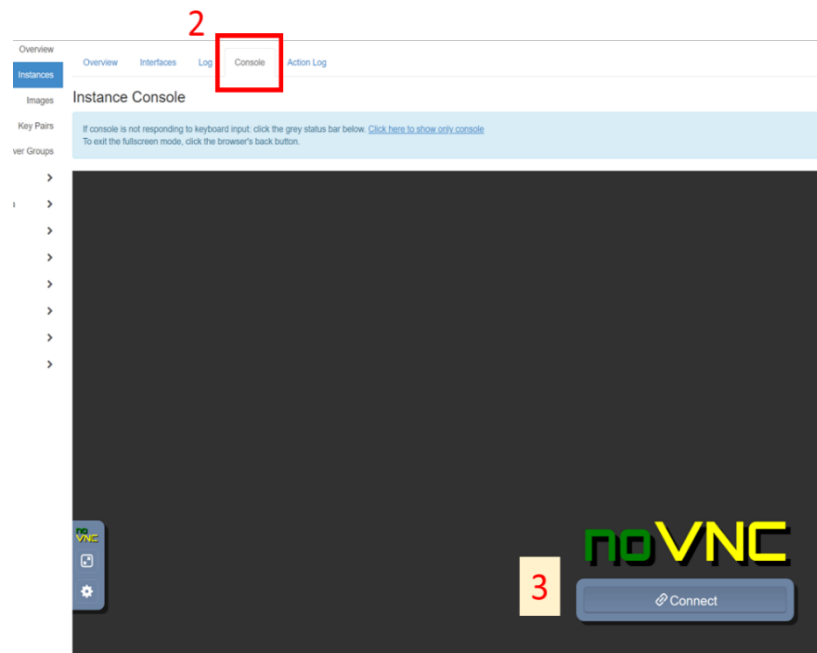 2
Overview
Instances
Images
Key Pairs
ver Groups
Overview Interfaces Log Console Action Log
Instance Console
If console is not responding to keyboard input: click the grey status bar below. Click here to show only console
To exit the fullscreen mode, click the browser's back button.
no
VNC
noVNC
3
Connect